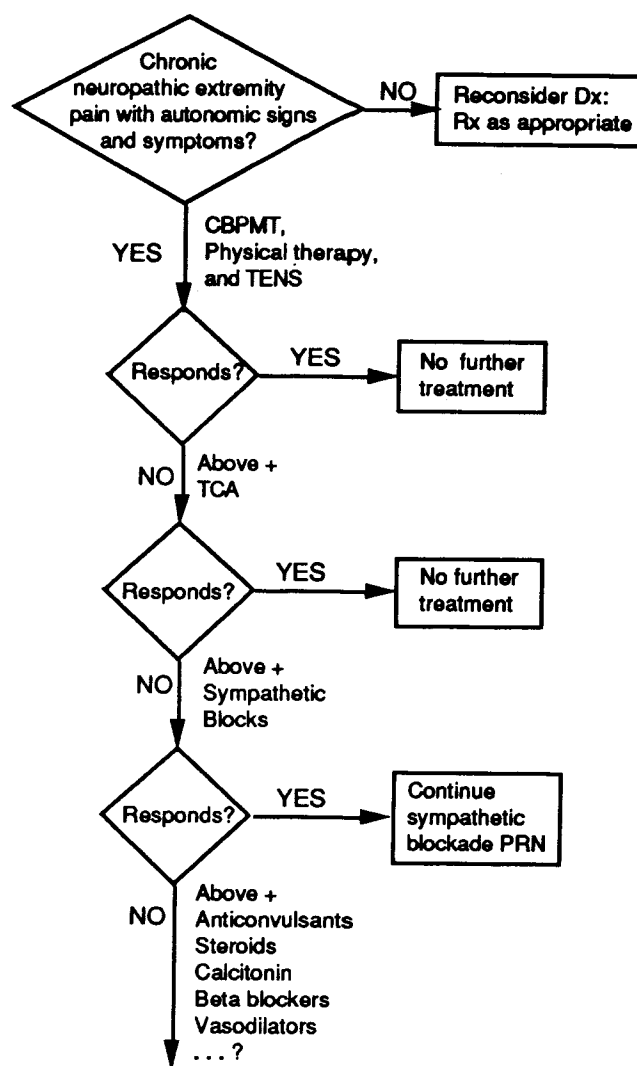 Chronic
neuropathic extremity
pain with autonomic signs
and symptoms?
NO
Reconsider Dx:
Rx as appropriate
YES
CBPMT,
Physical therapy,
and TENS
Responds?
YES
No further
treatment
NO
Above +
TCA
Responds?
YES
No further
treatment
NO
Above +
Sympathetic
Blocks
Responds?
YES
Continue
sympathetic
blockade PRN
NO
Above +
Anticonvulsants
Steroids
Calcitonin
Beta blockers
Vasodilators
. . . ?